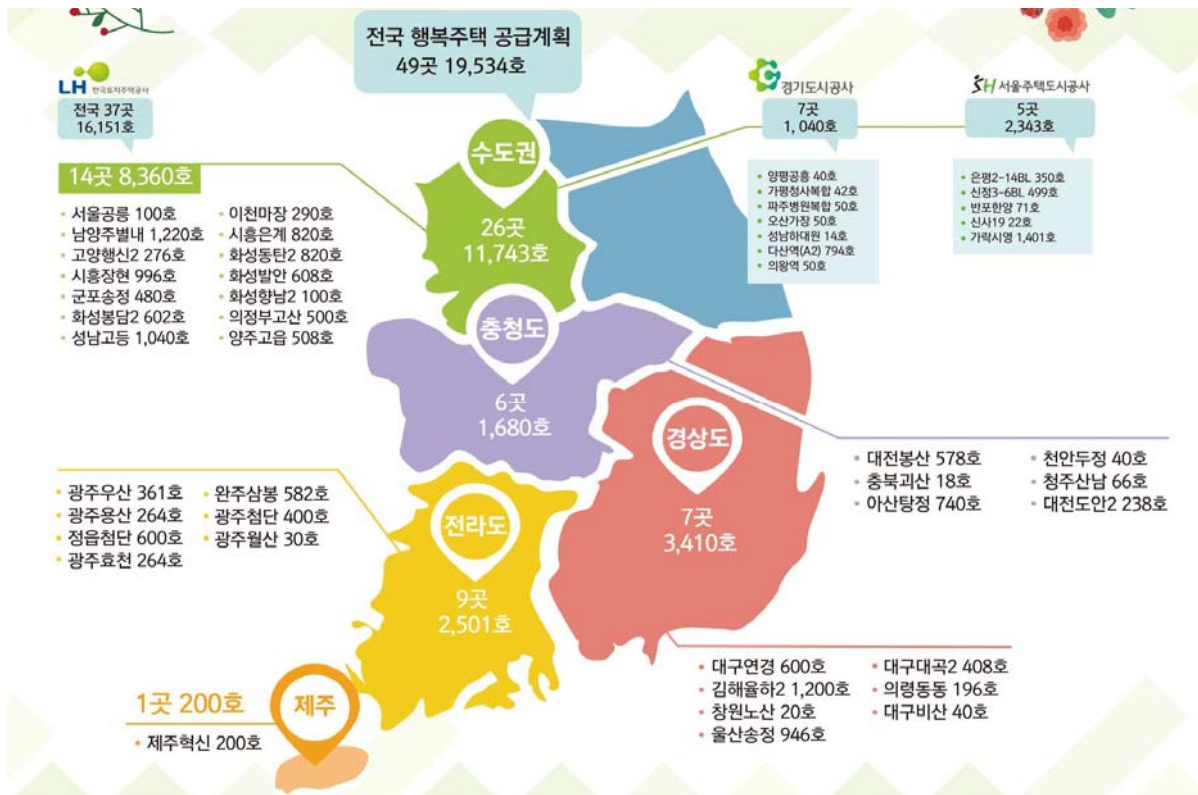 전국 행복주택 공급계획
49곳 19,534호
LH 한국토지주택공사
전국 37곳
16,151호
경기도시공사
7곳
1, 040호
SH 서울주택도시공사
5곳
2,343호
14곳 8,360호
• 서울공릉 100호
• 남양주별내 1,220호
• 고양행신2 276호
• 시흥장현 996호
• 군포송정 480호
• 화성봉담2 602호
• 성남고등 1,040호
• 이천마장 290호
• 시흥은계 820호
• 화성동탄2 820호
• 화성발안 608호
• 화성향남2 100호
• 의정부고산 500호
• 양주고읍 508호
수도권
26곳
11,743호
• 양평공흥 40호
• 가평청사복합 42호
• 파주병원복합 50호
• 오산가장 50호
• 성남하대원 14호
• 다산역(A2) 794호
• 의왕역 50호
• 은평2-14BL 350호
• 신정3-6BL 499호
• 반포한양 71호
• 신사19 22호
• 가락시영 1,401호
충청도
6곳
1,680호
• 대전봉산 578호
• 충북괴산 18호
• 아산탕정 740호
• 천안두정 40호
• 청주산남 66호
• 대전도안2 238호
경상도
7곳
3,410호
• 광주우산 361호
• 광주용산 264호
• 정읍첨단 600호
• 광주효천 264호
• 완주삼봉 582호
• 광주첨단 400호
• 광주월산 30호
전라도
9곳
2,501호
• 대구연경 600호
• 김해율하2 1,200호
• 창원노산 20호
• 울산송정 946호
• 대구대곡2 408호
• 의령동동 196호
• 대구비산 40호
1곳 200호
제주
• 제주혁신 200호